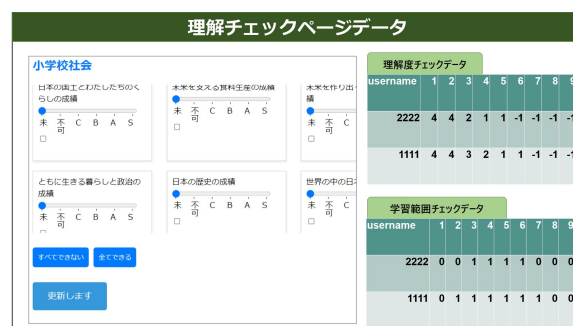 理解チェックページデータ
小学校社会
日本の国土とわたしたちのく
らしの成績
未 不可 C B A S
未来を支える食料生産の成績
未 不可 C B A S
未来を作り出
績
未 不可 C
ともに生きる暮らしと政治の
成績
未 不可 C B A S
日本の歴史の成績
未 不可 C B A S
世界の中の日
未 不可 C
すべてできない 全てできる
更新します
理解度チェックデータ
username 1 2 3 4 5 6 7 8 9
2222 4 4 2 1 1 -1 -1 -1 -1
1111 4 4 3 2 1 1 -1 -1 -1
学習範囲チェックデータ
username 1 2 3 4 5 6 7 8 9
2222 0 0 1 1 1 1 0 0 0
1111 0 1 1 1 1 1 1 0 0